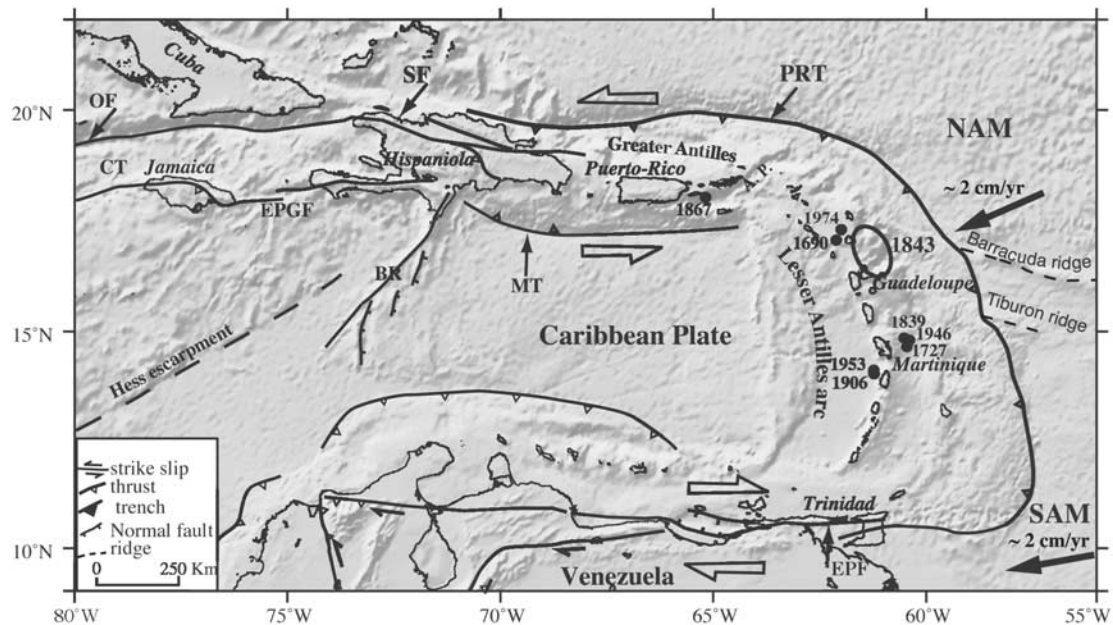 Cuba
SF
PRT
20°N
OF
NAM
Greater Antilles
CT
Jamaica
Hispaniola
Puerto-Rico
A.P.
~ 2 cm/yr
EPGF
1867
1974
1690
1843
Barracuda ridge
BR
MT
Guadeloupe
Tiburon ridge
Hess escarpment
15°N
Caribbean Plate
Lesser Antilles arc
1839
1946
1727
Martinique
1953
1906
strike slip
thrust
trench
Normal fault
ridge
0 250 Km
Trinidad
SAM
~ 2 cm/yr
10°N
EPF
Venezuela
80°W 75°W 70°W 65°W 60°W 55°W